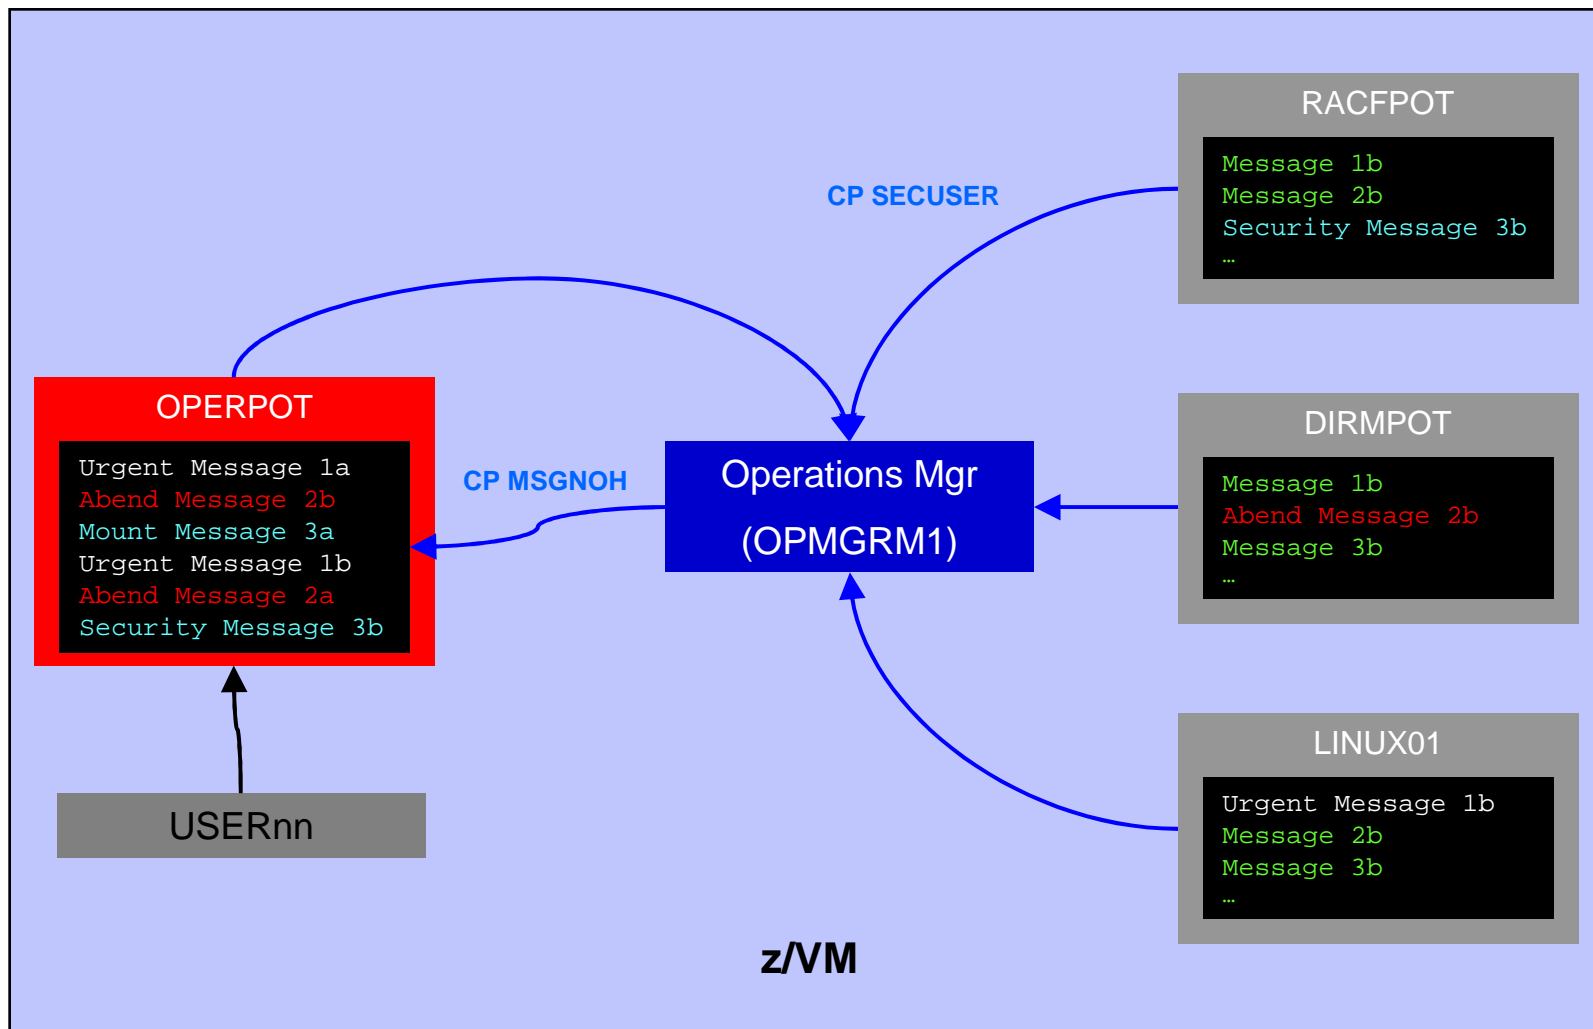 RACFPOT
Message 1b
Message 2b
Security Message 3b
…
CP SECUSER
OPERPOT
Urgent Message 1a
Abend Message 2b
Mount Message 3a
Urgent Message 1b
Abend Message 2a
Security Message 3b
CP MSGNOH
Operations Mgr
(OPMGRM1)
DIRMPOT
Message 1b
Abend Message 2b
Message 3b
…
USERnn
LINUX01
Urgent Message 1b
Message 2b
Message 3b
…
z/VM